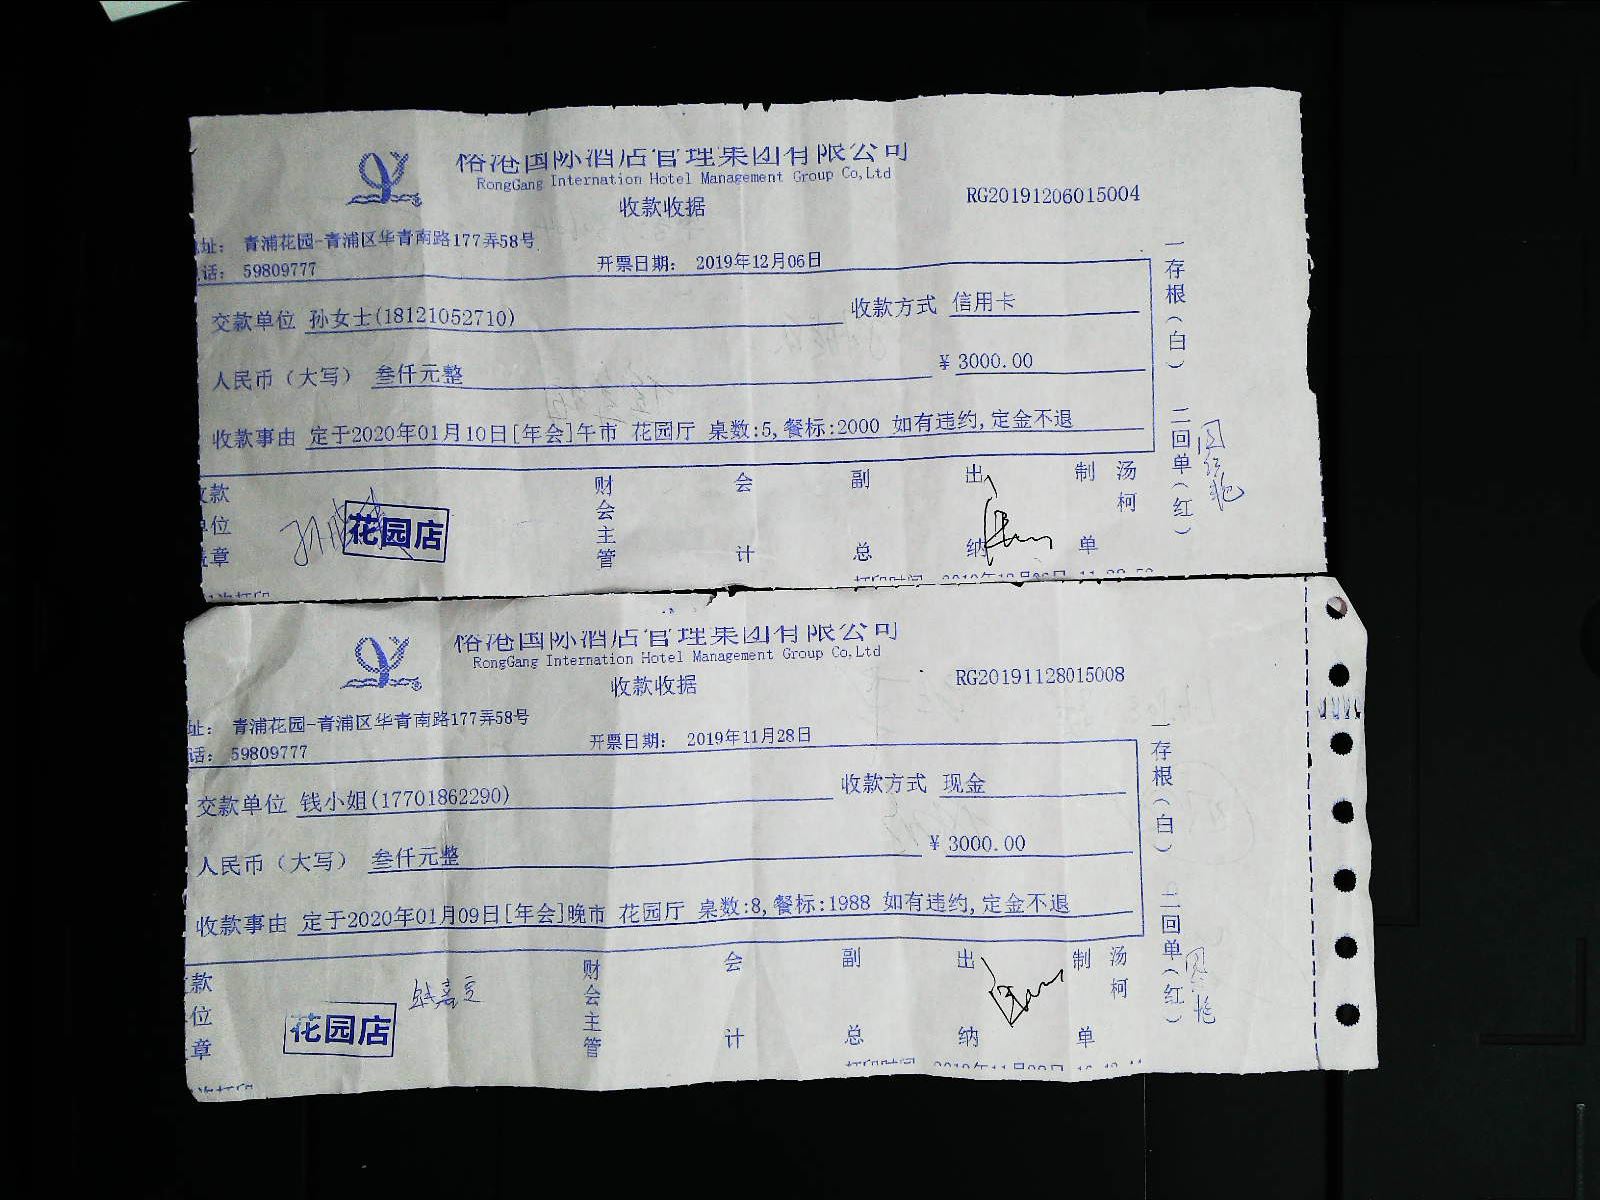 裕港国际酒店管理集团有限公司
RongGang Internation Hotel Management Group Co,Ltd
收款收据
RG20191206015004
址: 青浦花园-青浦区华青南路177弄58号
话: 59809777
开票日期: 2019年12月06日
交款单位 孙女士(18121052710)
收款方式 信用卡
人民币（大写） 叁仟元整
¥ 3000.00
收款事由 定于2020年01月10日[年会]午市 花园厅 桌数:5,餐标:2000 如有违约,定金不退
一存根（白） 二回单（红）
款单位章
花园店
财会主管
会计
副总
出纳
制单
汤柯
裕港国际酒店管理集团有限公司
RongGang Internation Hotel Management Group Co,Ltd
收款收据
RG20191128015008
址: 青浦花园-青浦区华青南路177弄58号
话: 59809777
开票日期: 2019年11月28日
交款单位 钱小姐(17701862290)
收款方式 现金
人民币（大写） 叁仟元整
¥ 3000.00
收款事由 定于2020年01月09日[年会]晚市 花园厅 桌数:8,餐标:1988 如有违约,定金不退
一存根（白） 二回单（红）
款位章
花园店
财会主管
会计
副总
出纳
制单
汤柯